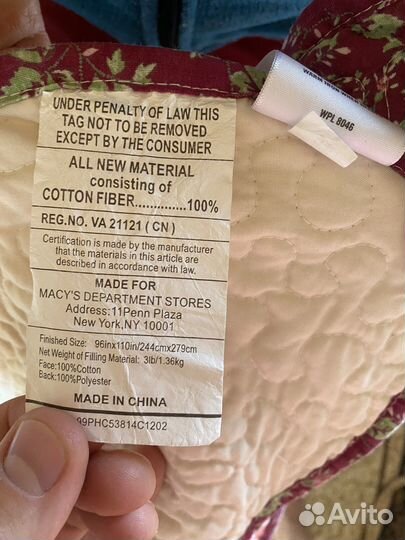 UNDER PENALTY OF LAW THIS
TAG NOT TO BE REMOVED
EXCEPT BY THE CONSUMER
ALL NEW MATERIAL
consisting of
COTTON FIBER..............100%
REG.NO. VA 21121 ( CN )
Certification is made by the manufacturer
that the materials in this article are
described in accordance with law.
MADE FOR
MACY'S DEPARTMENT STORES
Address:11Penn Plaza
New York,NY 10001
Finished Size: 96inx110in/244cmx279cm
Net Weight of Filling Material: 3lb/1.36kg
Face:100%Cotton
Back:100%Polyester
MADE IN CHINA
99PHC53814C1202
WPL 8046
Avito